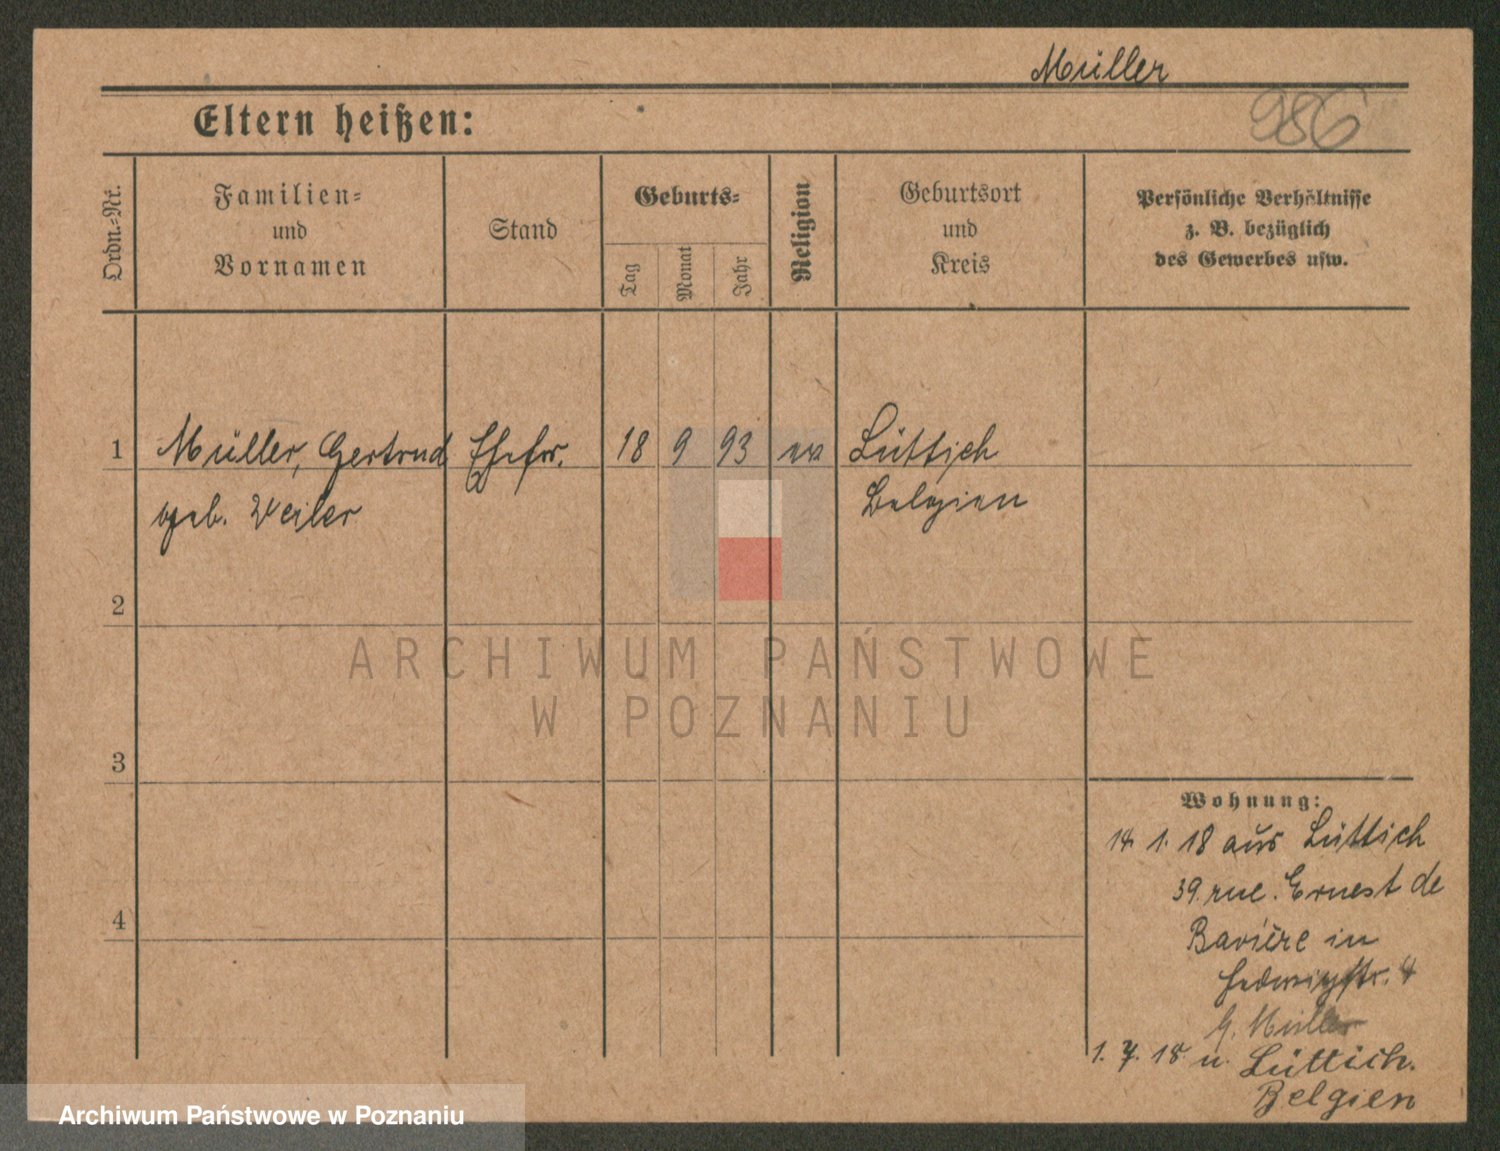 Müller
986
Eltern heißen:
Ordn.-Nr.
Familien-
und
Vornamen
Stand
Geburts-
Tag
Monat
Jahr
Religion
Geburtsort
und
Kreis
Persönliche Verhältnisse
z. B. bezüglich
des Gewerbes usw.
1
Müller, Gertrud
geb. Weiler
Ehefr.
18 9 93
Lüttich
Belgien
2
3
4
ARCHIWUM PAŃSTWOWE
W POZNANIU
Wohnung:
14. 1. 18 aus Lüttich
39. rue. Ernest de
Bavière in
Hedwigstr. 4
G. Müller
1. 7. 18. n. Lüttich.
Belgien
Archiwum Państwowe w Poznaniu